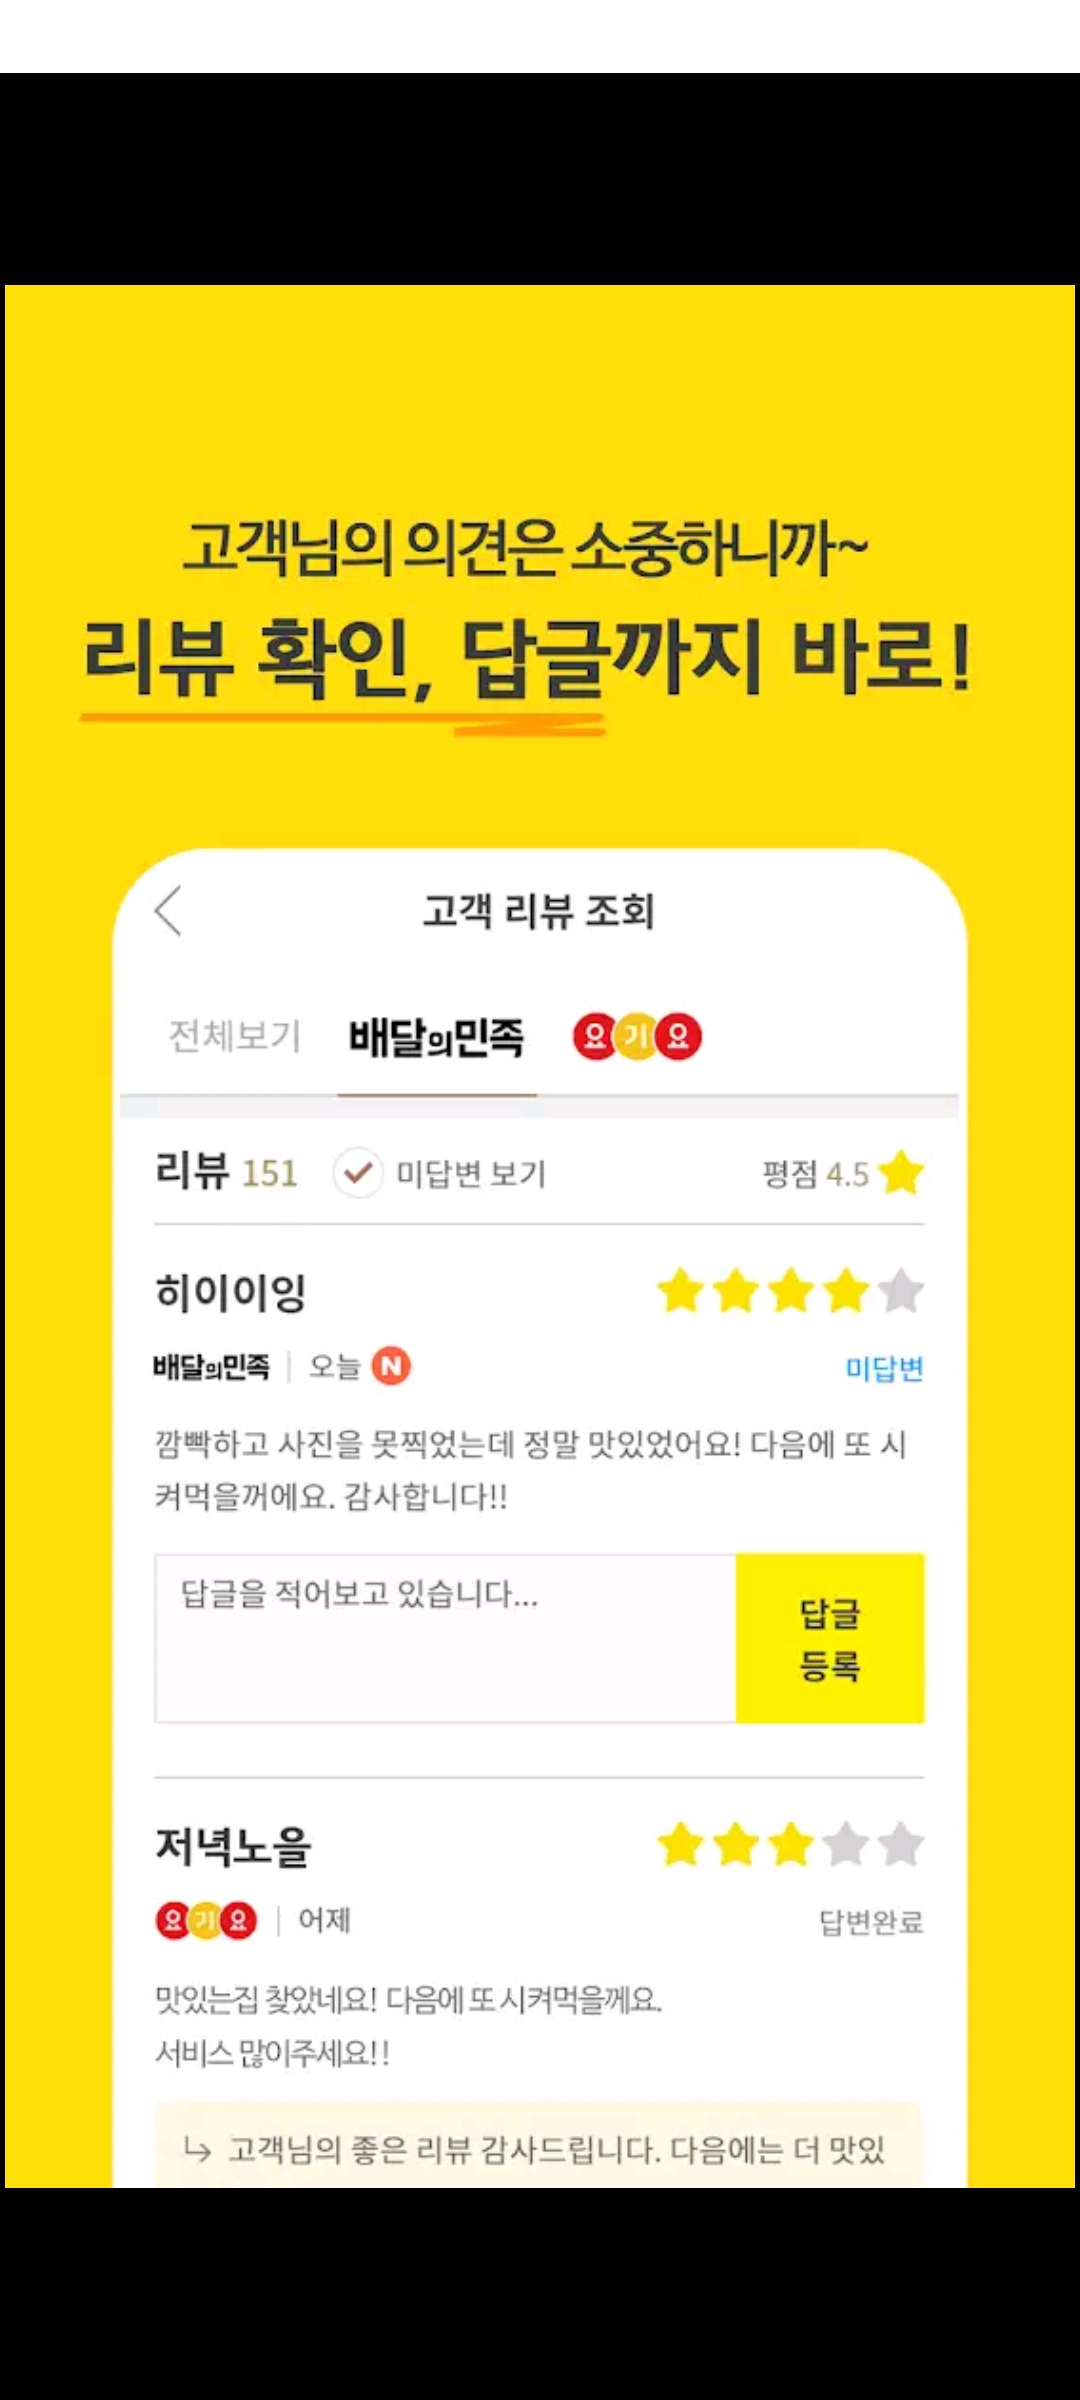 고객님의 의견은 소중하니까~
리뷰 확인, 답글까지 바로!
고객 리뷰 조회
전체보기 배달의민족 요기요
리뷰 151 미답변 보기 평점 4.5
히이이잉
배달의민족 | 오늘 N 미답변
깜빡하고 사진을 못찍었는데 정말 맛있었어요! 다음에 또 시
켜먹을꺼에요. 감사합니다!!
답글을 적어보고 있습니다...
답글
등록
저녁노을
요기요 | 어제 답변완료
맛있는집 찾았네요! 다음에 또 시켜먹을께요.
서비스 많이주세요!!
고객님의 좋은 리뷰 감사드립니다. 다음에는 더 맛있